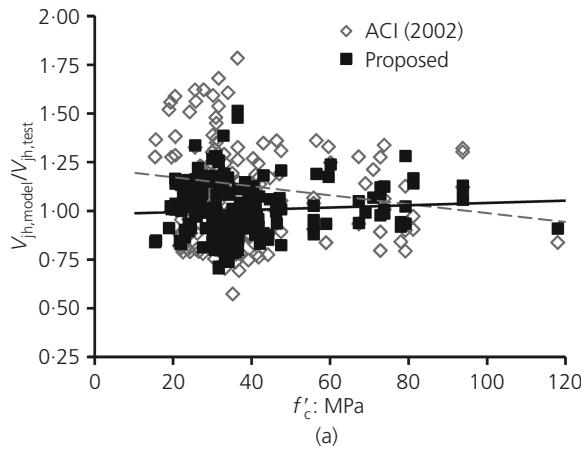 (a)
2·00
1·75
1·50
1·25
1·00
0·75
0·50
0·25
V_jh,model/V_jh,test
ACI (2002)
Proposed
0 20 40 60 80 100 120
f′_c: MPa